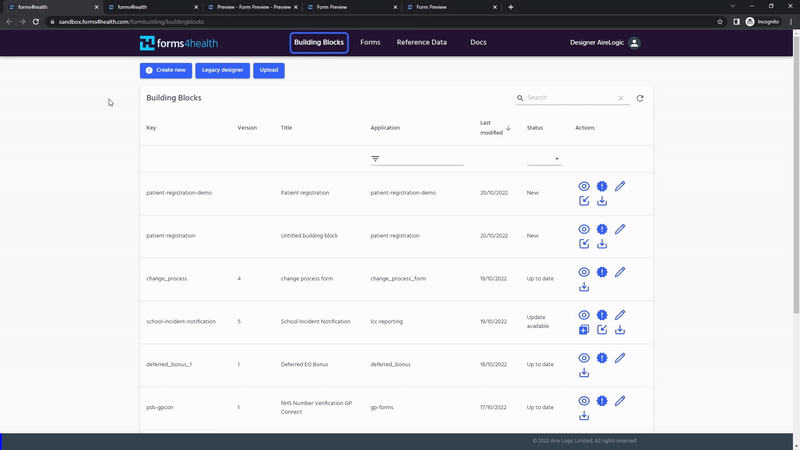 forms4health
forms4health
Preview - Form Preview - Preview
Form Preview
Form Preview
sandbox.forms4health.com/formbuilding/buildingblocks
Incognito
forms4health
Building Blocks
Forms
Reference Data
Docs
Designer AireLogic
Create new
Legacy designer
Upload
Building Blocks
Search
Key
Version
Title
Application
Last modified
Status
Actions
patient-registration-demo Patient registration patient-registration-demo 20/10/2022 New
patient-registration Untitled building block patient-registration 20/10/2022 New
change_process 4 change process form change_process_form 19/10/2022 Up to date
school-incident-notification 5 School Incident Notification lcc-reporting 19/10/2022 Update available
deferred_bonus_1 1 Deferred EO Bonus deferred_bonus 18/10/2022 Up to date
pds-gpcon 1 NHS Number Verification GP Connect gp-forms 17/10/2022 Up to date
© 2022 Aire Logic Limited. All rights reserved